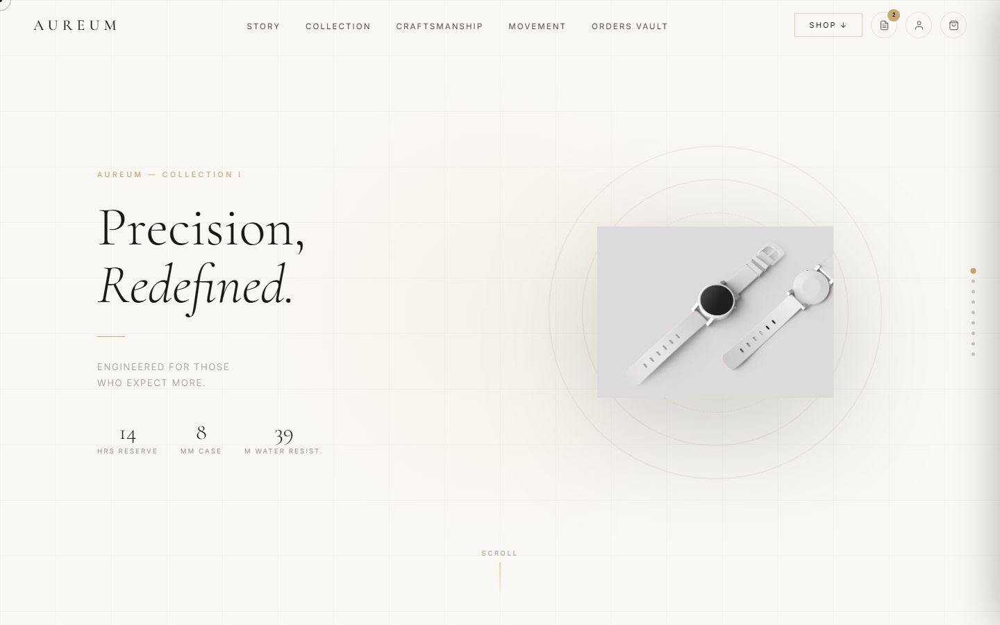 AUREUM
STORY
COLLECTION
CRAFTSMANSHIP
MOVEMENT
ORDERS VAULT
SHOP ↓
2
AUREUM — COLLECTION I
Precision,
Redefined.
ENGINEERED FOR THOSE
WHO EXPECT MORE.
14
HRS RESERVE
8
MM CASE
39
M WATER RESIST.
SCROLL